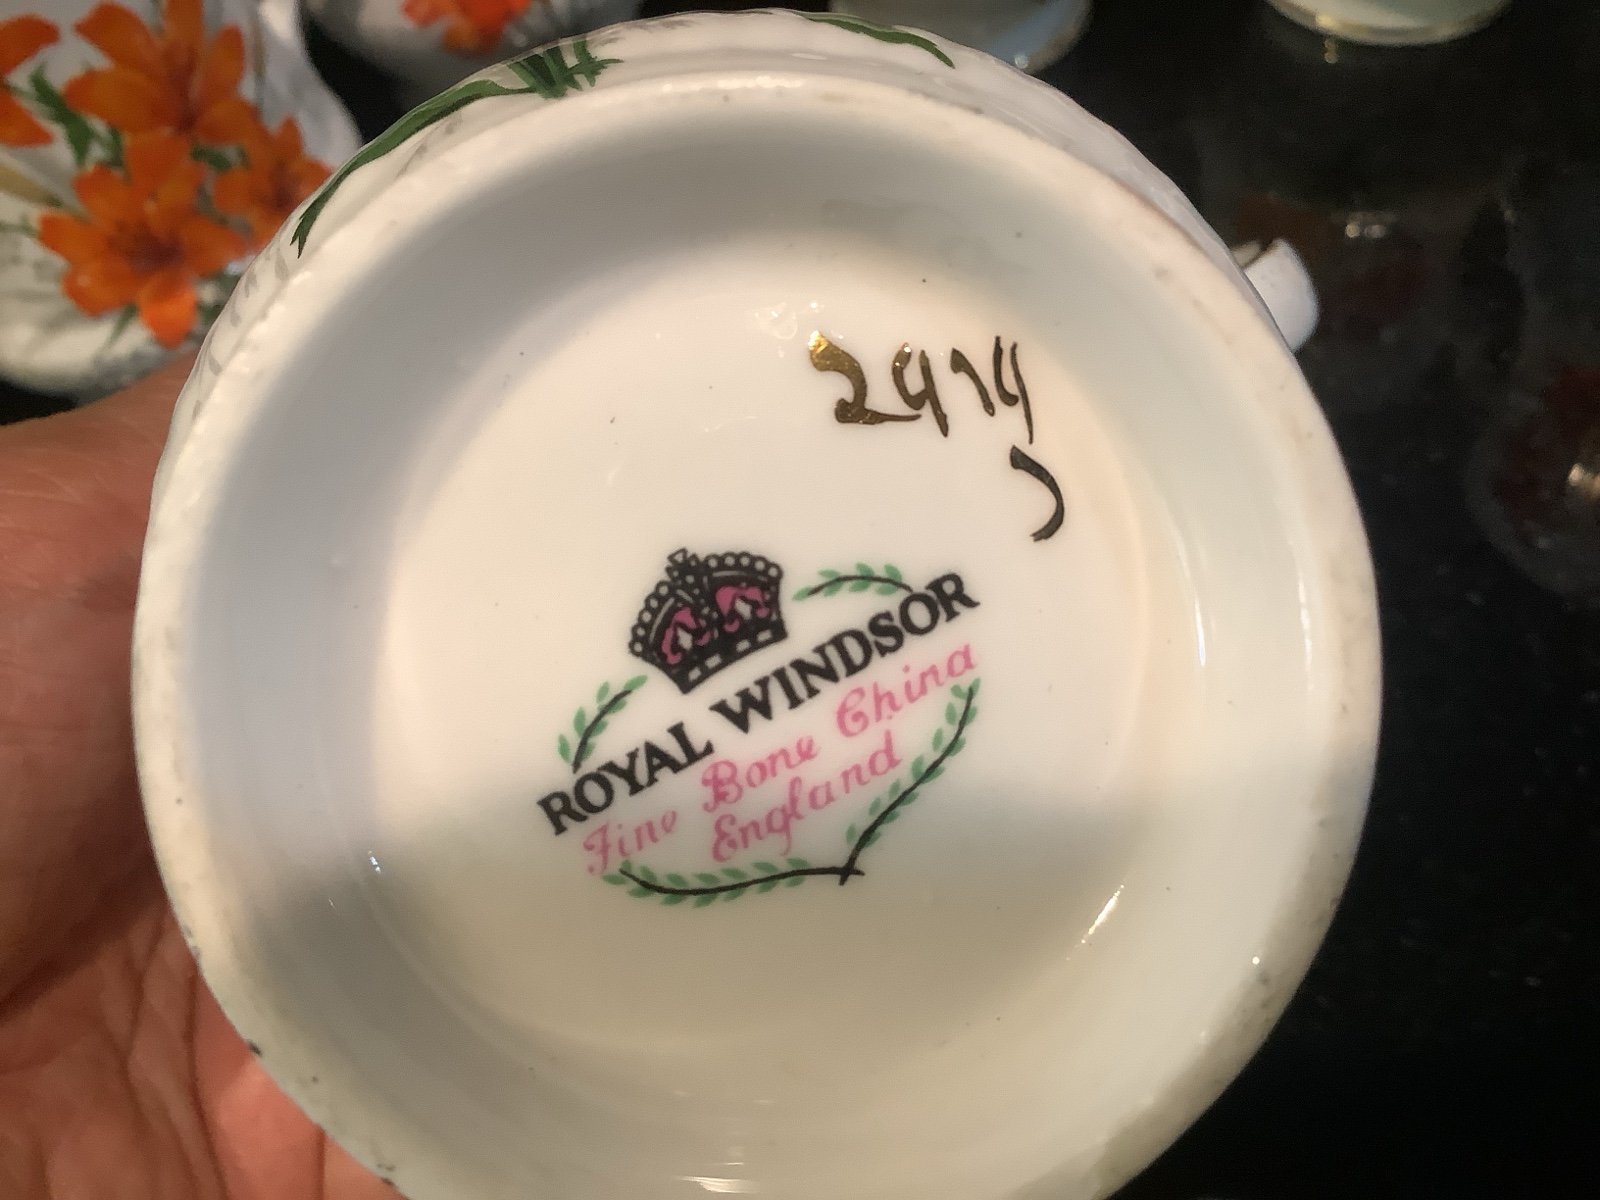 2414
ROYAL WINDSOR
Fine Bone China
England